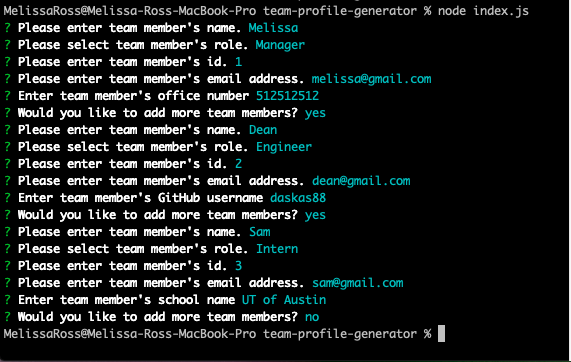 MelissaRoss@Melissa-Ross-MacBook-Pro team-profile-generator % node index.js
? Please enter team member's name. Melissa
? Please select team member's role. Manager
? Please enter team member's id. 1
? Please enter team member's email address. melissa@gmail.com
? Enter team member's office number 512512512
? Would you like to add more team members? yes
? Please enter team member's name. Dean
? Please select team member's role. Engineer
? Please enter team member's id. 2
? Please enter team member's email address. dean@gmail.com
? Enter team member's GitHub username daskas88
? Would you like to add more team members? yes
? Please enter team member's name. Sam
? Please select team member's role. Intern
? Please enter team member's id. 3
? Please enter team member's email address. sam@gmail.com
? Enter team member's school name UT of Austin
? Would you like to add more team members? no
MelissaRoss@Melissa-Ross-MacBook-Pro team-profile-generator %